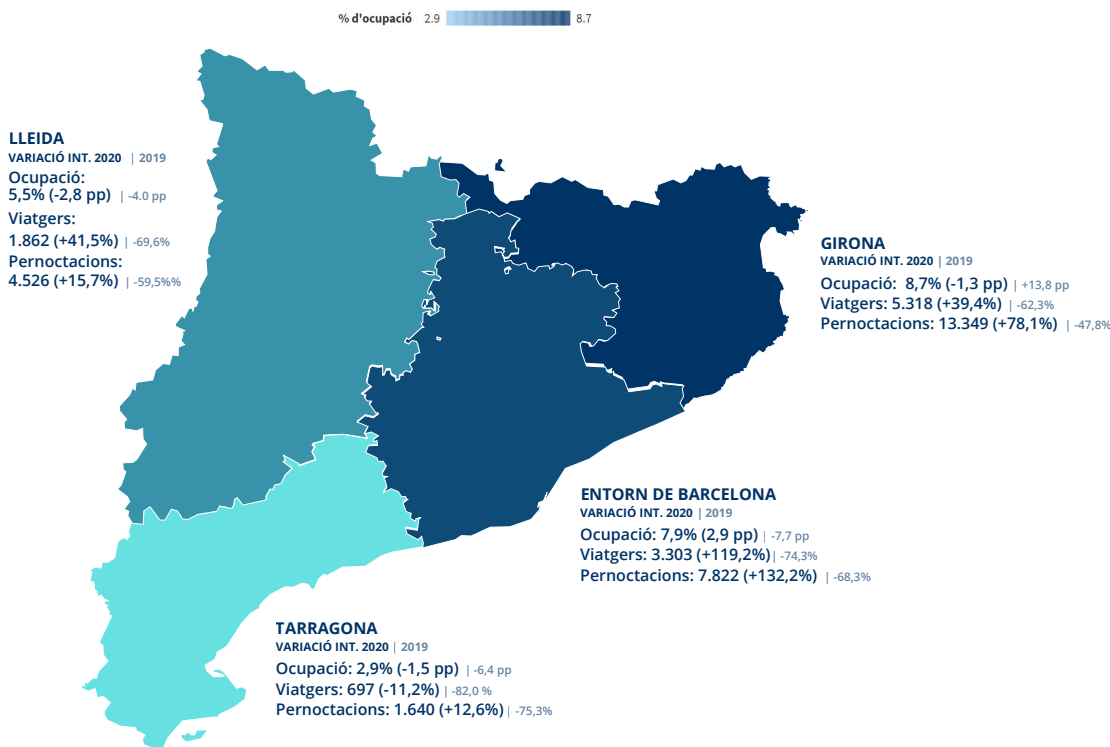 % d'ocupació 2.9 8.7
LLEIDA
VARIACIÓ INT. 2020 | 2019
Ocupació:
5,5% (-2,8 pp) | -4.0 pp
Viatgers:
1.862 (+41,5%) | -69,6%
Pernoctacions:
4.526 (+15,7%) | -59,5%%
GIRONA
VARIACIÓ INT. 2020 | 2019
Ocupació: 8,7% (-1,3 pp) | +13,8 pp
Viatgers: 5.318 (+39,4%) | -62,3%
Pernoctacions: 13.349 (+78,1%) | -47,8%
ENTORN DE BARCELONA
VARIACIÓ INT. 2020 | 2019
Ocupació: 7,9% (2,9 pp) | -7,7 pp
Viatgers: 3.303 (+119,2%) | -74,3%
Pernoctacions: 7.822 (+132,2%) | -68,3%
TARRAGONA
VARIACIÓ INT. 2020 | 2019
Ocupació: 2,9% (-1,5 pp) | -6,4 pp
Viatgers: 697 (-11,2%) | -82,0 %
Pernoctacions: 1.640 (+12,6%) | -75,3%